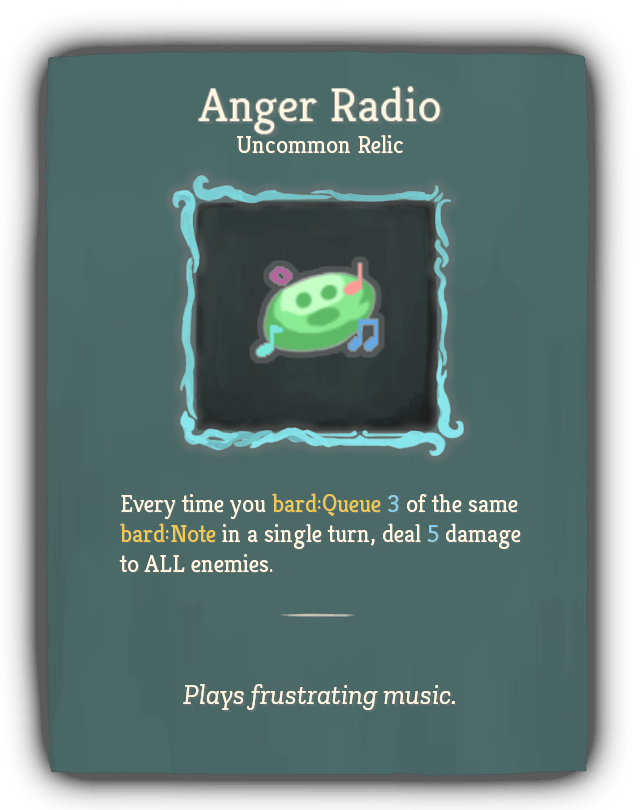 Anger Radio
Uncommon Relic
Every time you bard:Queue 3 of the same
bard:Note in a single turn, deal 5 damage
to ALL enemies.
Plays frustrating music.